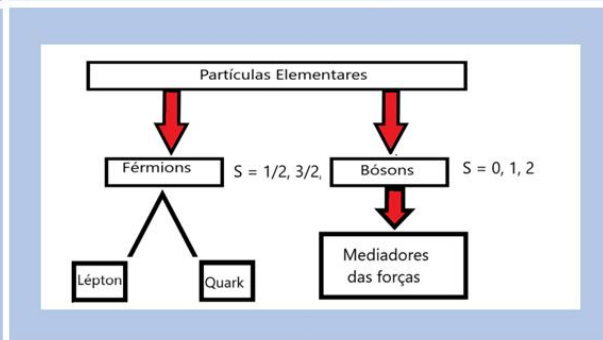 Partículas Elementares
Férmions
S = 1/2, 3/2,
Bósons
S = 0, 1, 2
Lépton
Quark
Mediadores
das forças